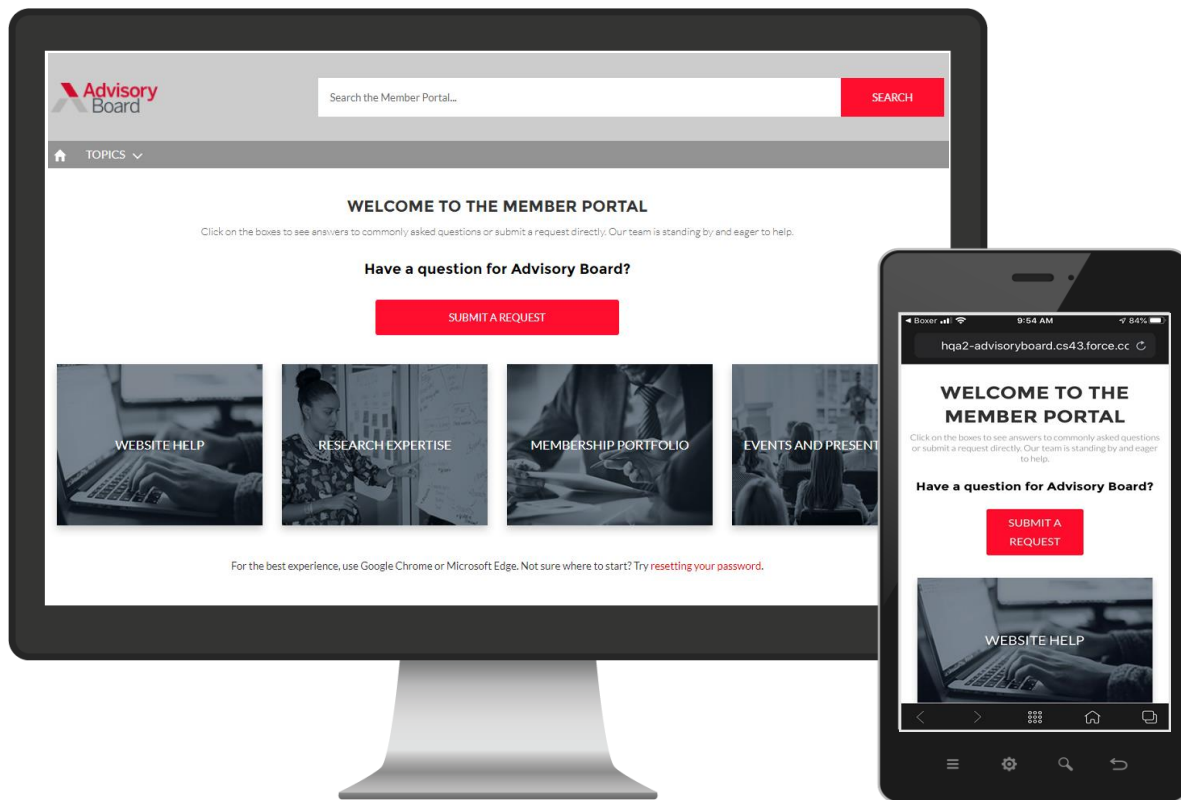 Advisory
Board
Search the Member Portal...
SEARCH
TOPICS
WELCOME TO THE MEMBER PORTAL
Click on the boxes to see answers to commonly asked questions or submit a request directly. Our team is standing by and eager to help.
Have a question for Advisory Board?
SUBMIT A REQUEST
WEBSITE HELP
RESEARCH EXPERTISE
MEMBERSHIP PORTFOLIO
EVENTS AND PRESENT
For the best experience, use Google Chrome or Microsoft Edge. Not sure where to start? Try resetting your password.
Boxer
9:54 AM
84%
hqa2-advisoryboard.cs43.force.cc
WELCOME TO THE
MEMBER PORTAL
Click on the boxes to see answers to commonly asked questions
or submit a request directly. Our team is standing by and eager
to help.
Have a question for Advisory Board?
SUBMIT A
REQUEST
WEBSITE HELP